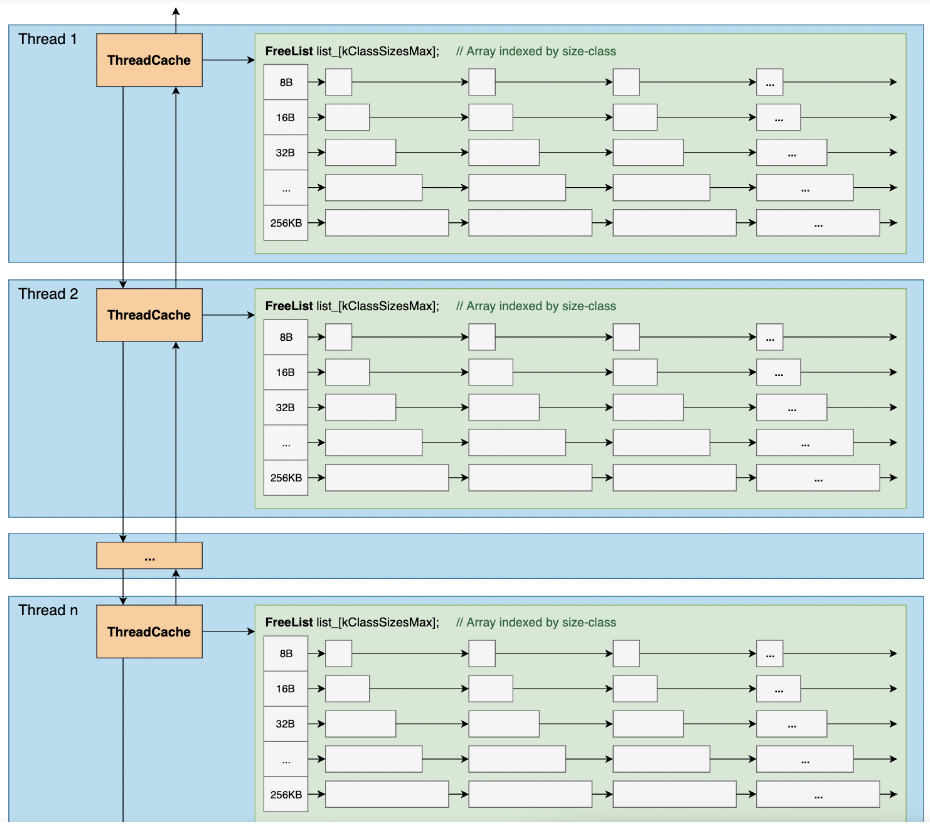 Thread 1
ThreadCache
FreeList list_[kClassSizesMax]; // Array indexed by size-class
8B ...
16B ...
32B ...
... ...
256KB ...
Thread 2
ThreadCache
FreeList list_[kClassSizesMax]; // Array indexed by size-class
8B ...
16B ...
32B ...
... ...
256KB ...
...
Thread n
ThreadCache
FreeList list_[kClassSizesMax]; // Array indexed by size-class
8B ...
16B ...
32B ...
... ...
256KB ...